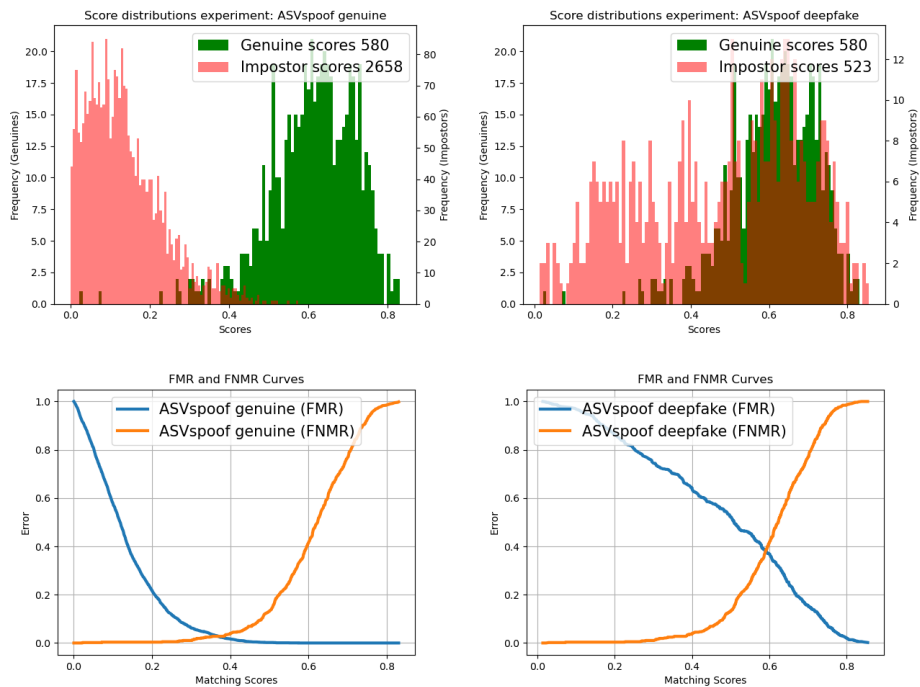 Score distributions experiment: ASVspoof genuine
Genuine scores 580
Impostor scores 2658
Frequency (Genuines)
20.0
17.5
15.0
12.5
10.0
7.5
5.0
2.5
0.0
80
70
60
50
40
30
20
10
0
Frequency (Impostors)
0.0 0.2 0.4 0.6 0.8
Scores
Score distributions experiment: ASVspoof deepfake
Genuine scores 580
Impostor scores 523
Frequency (Genuines)
20.0
17.5
15.0
12.5
10.0
7.5
5.0
2.5
0.0
12
10
8
6
4
2
0
Frequency (Impostors)
0.0 0.2 0.4 0.6 0.8
Scores
FMR and FNMR Curves
ASVspoof genuine (FMR)
ASVspoof genuine (FNMR)
Error
1.0
0.8
0.6
0.4
0.2
0.0
0.0 0.2 0.4 0.6 0.8
Matching Scores
FMR and FNMR Curves
ASVspoof deepfake (FMR)
ASVspoof deepfake (FNMR)
Error
1.0
0.8
0.6
0.4
0.2
0.0
0.0 0.2 0.4 0.6 0.8
Matching Scores